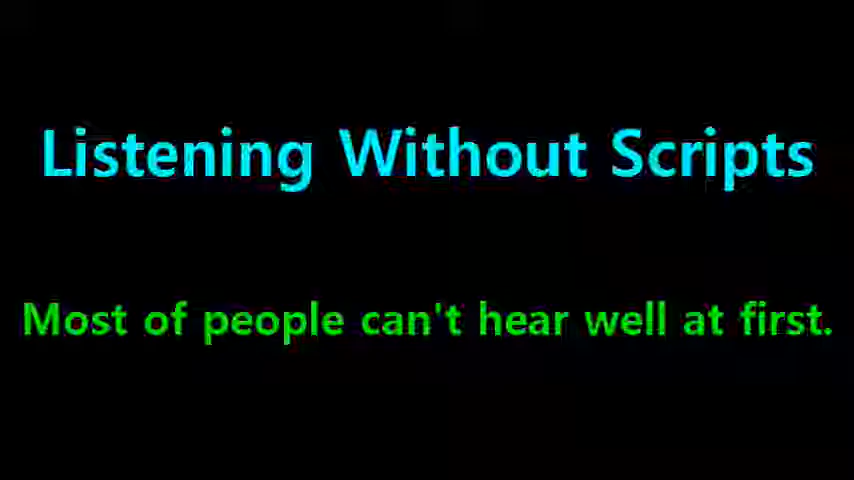 Listening Without Scripts
Most of people can't hear well at first.